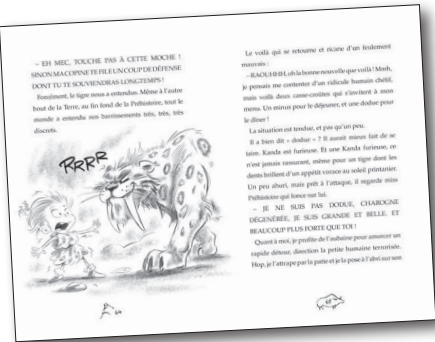 – EH MEC, TOUCHE PAS À CETTE MOCHE !
SINON MA COPINE TE FILE UN COUP DE DÉFENSE
DONT TU TE SOUVIENDRAS LONGTEMPS !
Forcément, le tigre nous a entendus. Même à l'autre
bout de la Terre, au fin fond de la Préhistoire, tout le
monde a entendu nos barrissements très, très, très
discrets.
RRRR
64
Le voilà qui se retourne et ricane d'un feulement
mauvais :
– RAOUHHH, oh la bonne nouvelle que voilà ! Mmh,
je pensais me contenter d'un ridicule humain chétif,
mais voilà deux casse-croûtes qui s'invitent à mon
menu. Un minus pour le déjeuner, et une dodue pour
le dîner !
La situation est tendue, et pas qu'un peu.
Il a bien dit « dodue » ? Il aurait mieux fait de se
taire. Kanda est furieuse. Et une Kanda furieuse, ce
n'est jamais rassurant, même pour un tigre dont les
dents brillent d'un appétit vorace au soleil printanier.
Un peu ahuri, mais prêt à l'attaque, il regarde miss
Préhistoire qui fonce sur lui.
– JE NE SUIS PAS DODUE, CHAROGNE
DÉGÉNÉRÉE, JE SUIS GRANDE ET BELLE. ET
BEAUCOUP PLUS FORTE QUE TOI !
Quant à moi, je profite de l'aubaine pour amorcer un
rapide détour, direction la petite humaine terrorisée.
Hop, je l'attrape par la patte et je la pose à l'abri sur son
65